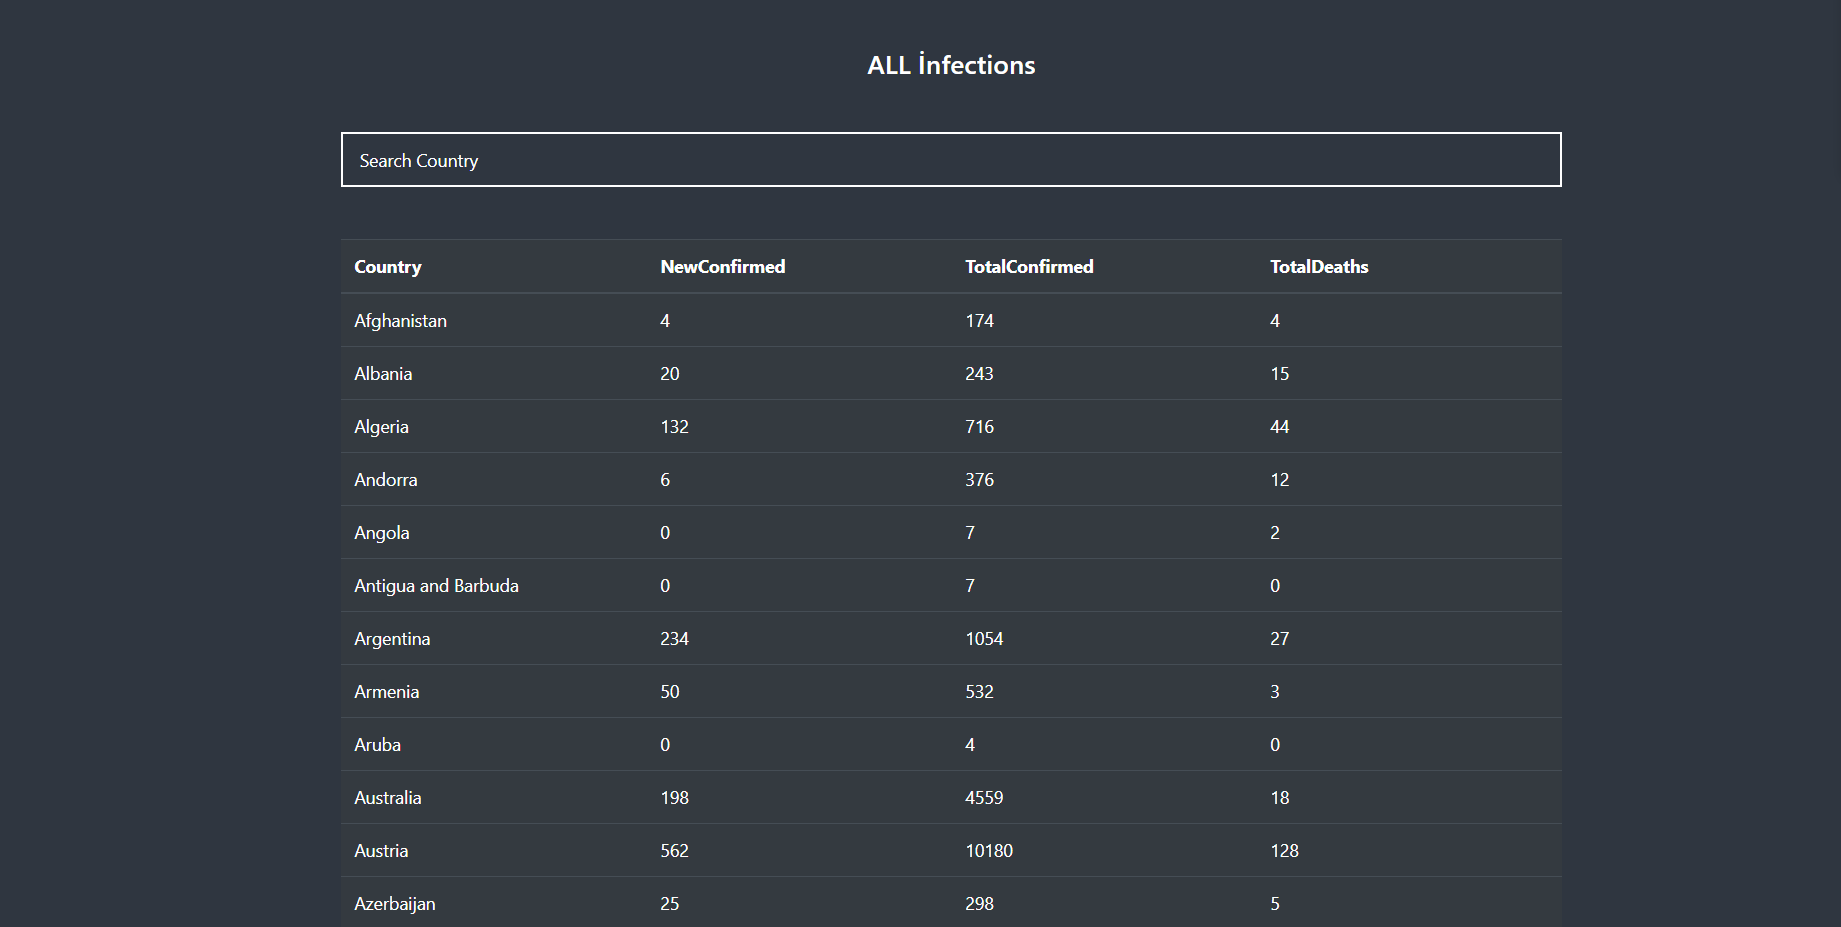 ALL İnfections
Search Country
Country NewConfirmed TotalConfirmed TotalDeaths
Afghanistan 4 174 4
Albania 20 243 15
Algeria 132 716 44
Andorra 6 376 12
Angola 0 7 2
Antigua and Barbuda 0 7 0
Argentina 234 1054 27
Armenia 50 532 3
Aruba 0 4 0
Australia 198 4559 18
Austria 562 10180 128
Azerbaijan 25 298 5